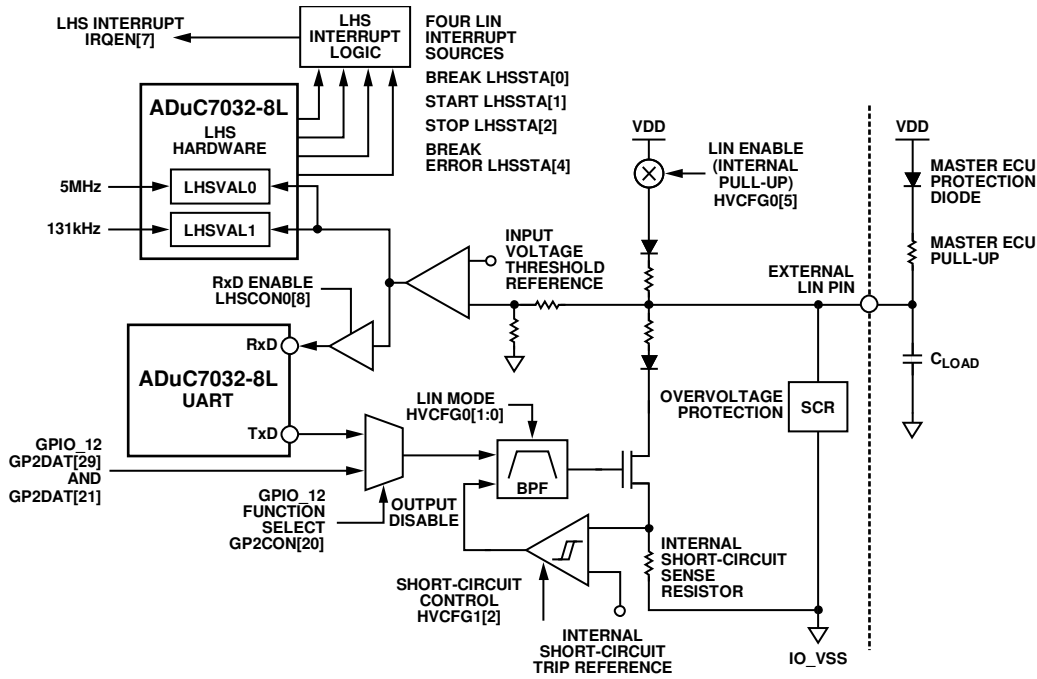 LHS INTERRUPT
IRQEN[7]
LHS
INTERRUPT
LOGIC
FOUR LIN
INTERRUPT
SOURCES
BREAK LHSSTA[0]
START LHSSTA[1]
STOP LHSSTA[2]
BREAK
ERROR LHSSTA[4]
ADuC7032-8L
LHS
HARDWARE
5MHz
LHSVAL0
131kHz
LHSVAL1
VDD
LIN ENABLE
(INTERNAL
PULL-UP)
HVCFG0[5]
VDD
MASTER ECU
PROTECTION
DIODE
MASTER ECU
PULL-UP
INPUT
VOLTAGE
THRESHOLD
REFERENCE
EXTERNAL
LIN PIN
RxD ENABLE
LHSCON0[8]
RxD
ADuC7032-8L
UART
TxD
CLOAD
OVERVOLTAGE
PROTECTION
SCR
LIN MODE
HVCFG0[1:0]
BPF
GPIO_12
GP2DAT[29]
AND
GP2DAT[21]
GPIO_12
FUNCTION
SELECT
GP2CON[20]
OUTPUT
DISABLE
SHORT-CIRCUIT
CONTROL
HVCFG1[2]
INTERNAL
SHORT-CIRCUIT
SENSE
RESISTOR
INTERNAL
SHORT-CIRCUIT
TRIP REFERENCE
IO_VSS